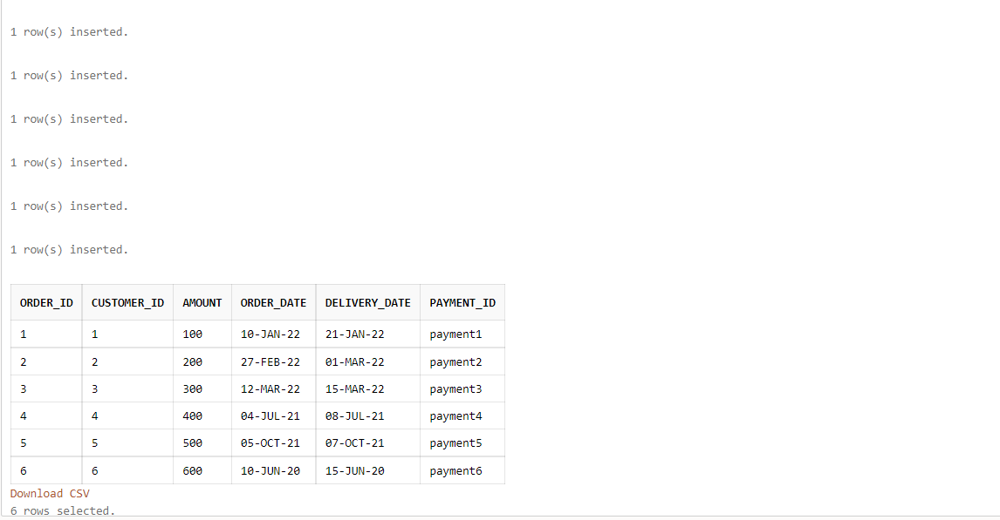 1 row(s) inserted.
1 row(s) inserted.
1 row(s) inserted.
1 row(s) inserted.
1 row(s) inserted.
1 row(s) inserted.
ORDER_ID CUSTOMER_ID AMOUNT ORDER_DATE DELIVERY_DATE PAYMENT_ID
1 1 100 10-JAN-22 21-JAN-22 payment1
2 2 200 27-FEB-22 01-MAR-22 payment2
3 3 300 12-MAR-22 15-MAR-22 payment3
4 4 400 04-JUL-21 08-JUL-21 payment4
5 5 500 05-OCT-21 07-OCT-21 payment5
6 6 600 10-JUN-20 15-JUN-20 payment6
Download CSV
6 rows selected.